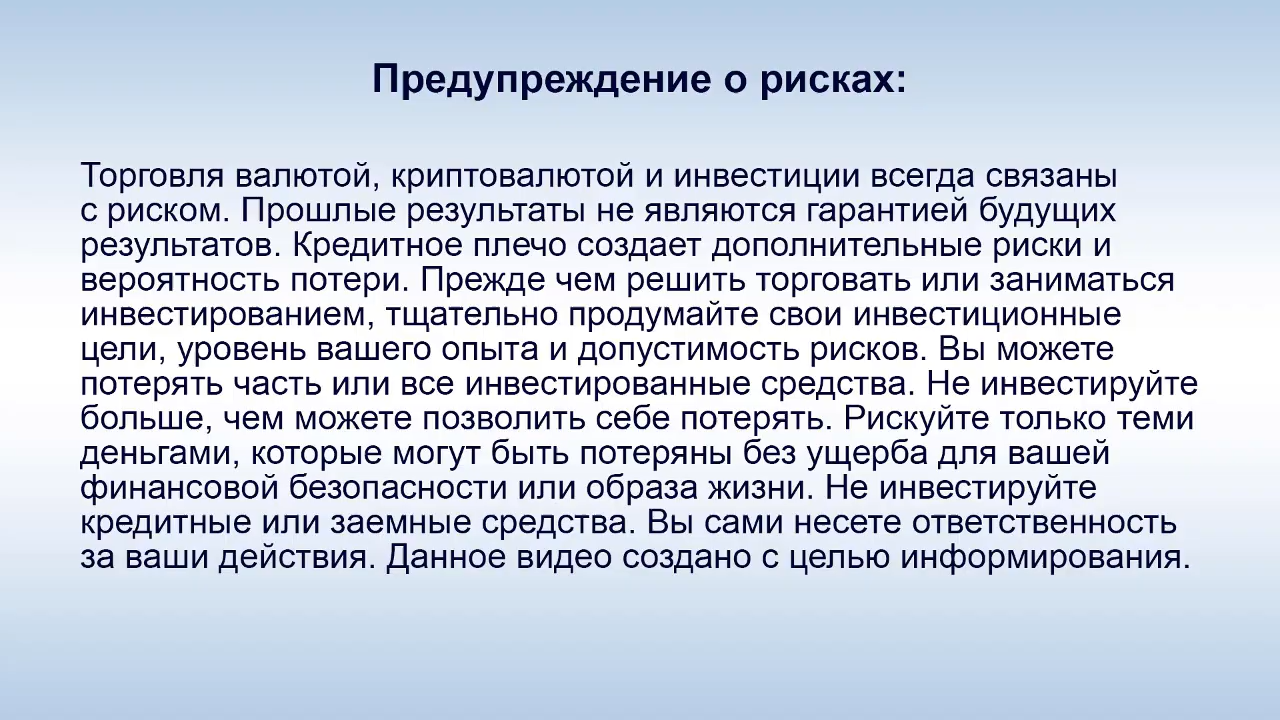 Предупреждение о рисках:
Торговля валютой, криптовалютой и инвестиции всегда связаны
с риском. Прошлые результаты не являются гарантией будущих
результатов. Кредитное плечо создает дополнительные риски и
вероятность потери. Прежде чем решить торговать или заниматься
инвестированием, тщательно продумайте свои инвестиционные
цели, уровень вашего опыта и допустимость рисков. Вы можете
потерять часть или все инвестированные средства. Не инвестируйте
больше, чем можете позволить себе потерять. Рискуйте только теми
деньгами, которые могут быть потеряны без ущерба для вашей
финансовой безопасности или образа жизни. Не инвестируйте
кредитные или заемные средства. Вы сами несете ответственность
за ваши действия. Данное видео создано с целью информирования.